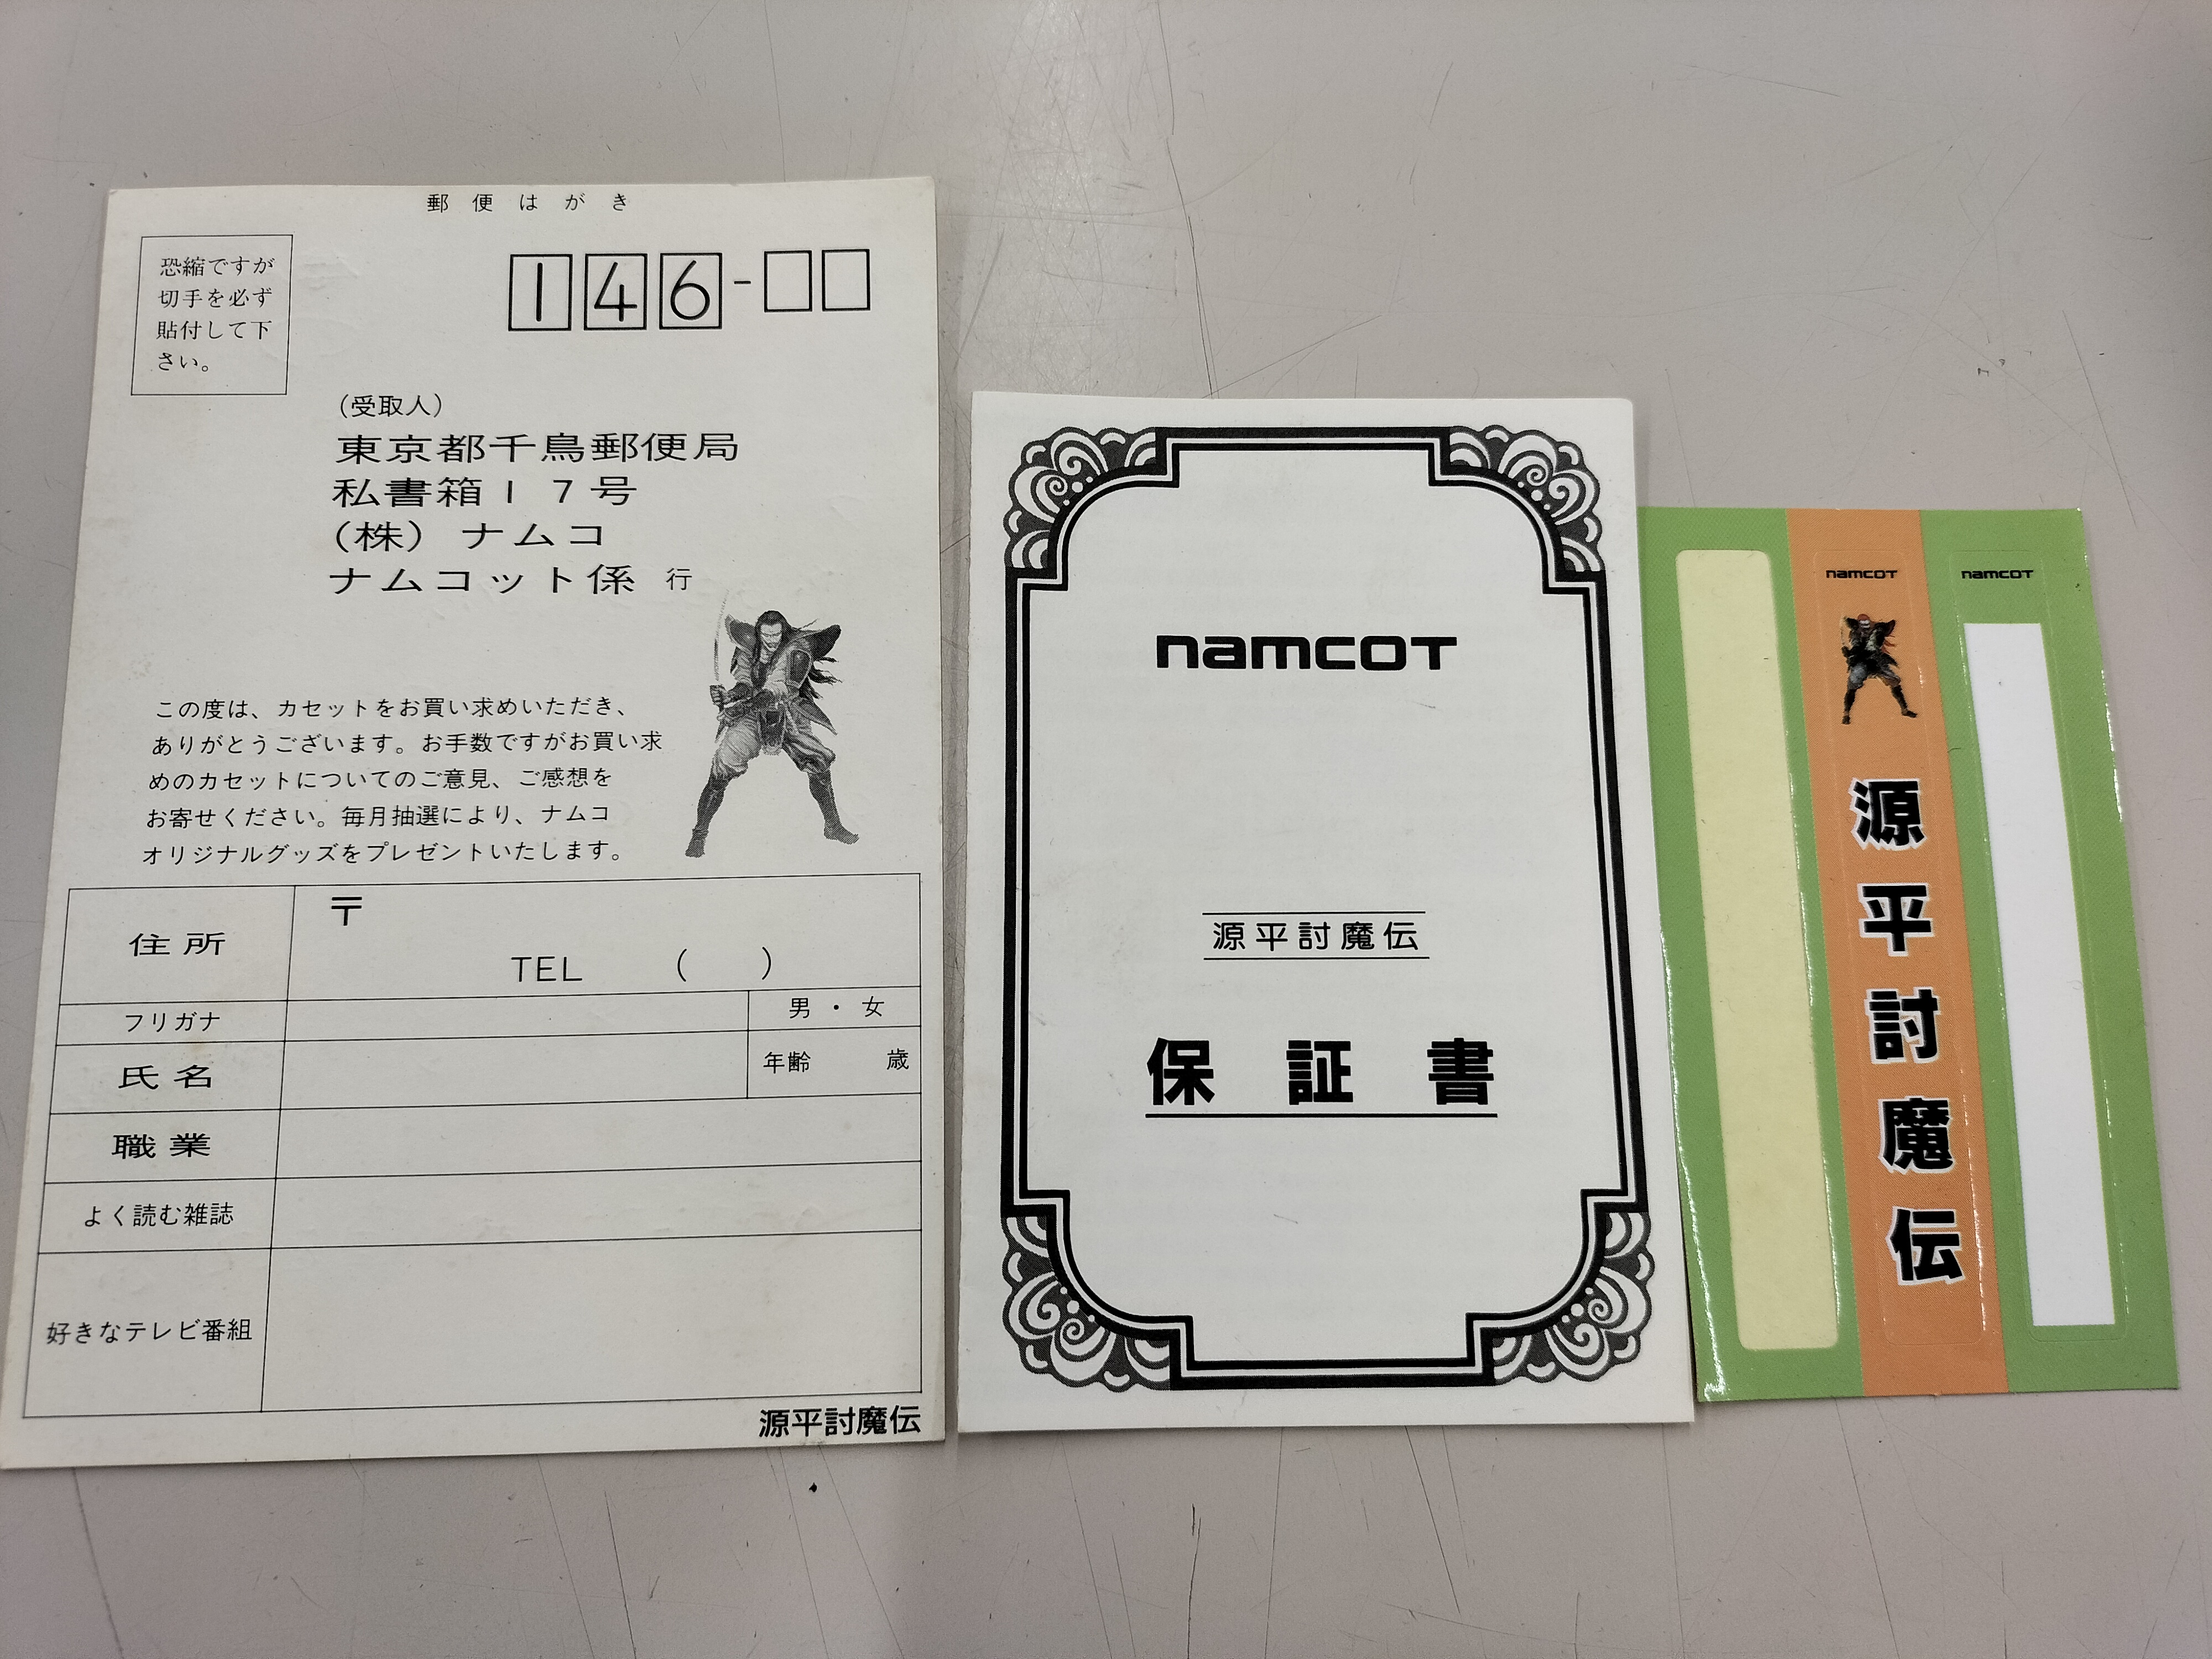 郵便はがき
恐縮ですが
切手を必ず
貼付して下
さい。
146-
(受取人)
東京都千鳥郵便局
私書箱17号
(株)ナムコ
ナムコット係 行
この度は、カセットをお買い求めいただき、
ありがとうございます。お手数ですがお買い求
めのカセットについてのご意見、ご感想を
お寄せください。毎月抽選により、ナムコ
オリジナルグッズをプレゼントいたします。
住所
〒
TEL ( )
フリガナ
男・女
氏名
年齢 歳
職業
よく読む雑誌
好きなテレビ番組
源平討魔伝
namcoT
源平討魔伝
保証書
namcoT
源平討魔伝
namcoT